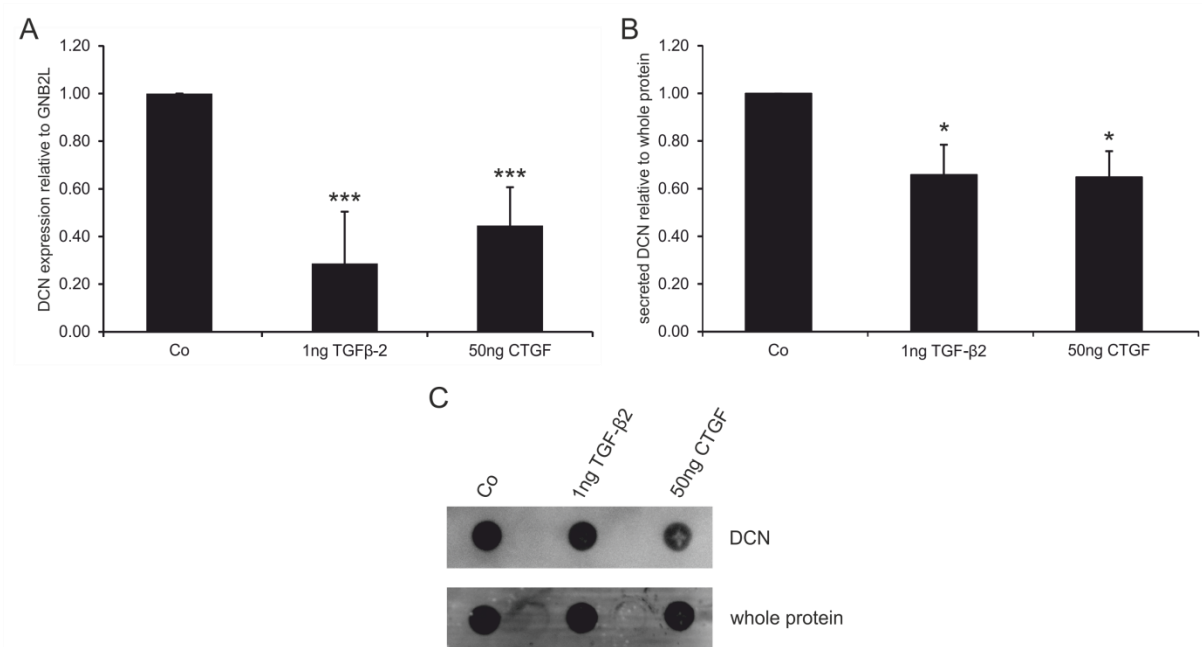 A
DCN expression relative to GNB2L
1.20
1.00
0.80
0.60
0.40
0.20
0.00
***
***
Co
1ng TGFβ-2
50ng CTGF
B
secreted DCN relative to whole protein
1.20
1.00
0.80
0.60
0.40
0.20
0.00
*
*
Co
1ng TGF-β2
50ng CTGF
C
Co
1ng TGF-β2
50ng CTGF
DCN
whole protein